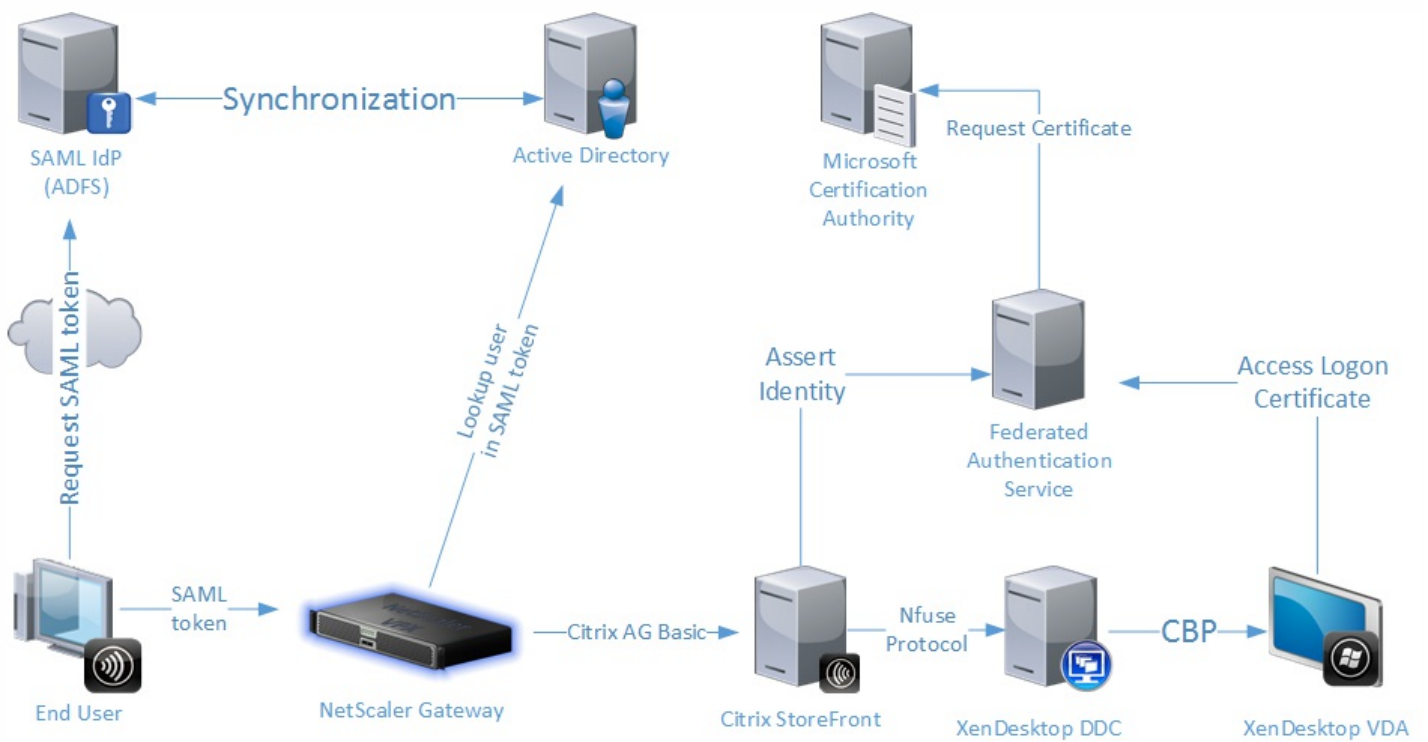 Synchronization
SAML IdP
(ADFS)
Active Directory
Microsoft
Certification
Authority
Request Certificate
Request SAML token
Lookup user
in SAML token
Assert
Identity
Federated
Authentication
Service
Access Logon
Certificate
SAML
token
NetScaler
VPX
Citrix AG Basic
Nfuse
Protocol
CBP
End User
NetScaler Gateway
Citrix StoreFront
XenDesktop DDC
XenDesktop VDA